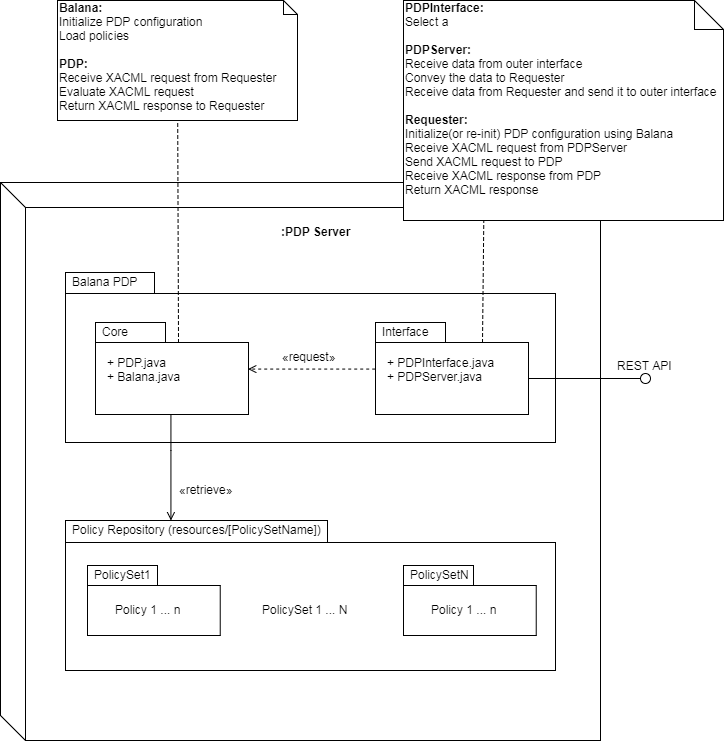 Balana:
Initialize PDP configuration
Load policies
PDP:
Receive XACML request from Requester
Evaluate XACML request
Return XACML response to Requester
PDPInterface:
Select a
PDPServer:
Receive data from outer interface
Convey the data to Requester
Receive data from Requester and send it to outer interface
Requester:
Initialize(or re-init) PDP configuration using Balana
Receive XACML request from PDPServer
Send XACML request to PDP
Receive XACML response from PDP
Return XACML response
:PDP Server
Balana PDP
Core
+ PDP.java
+ Balana.java
«request»
Interface
+ PDPInterface.java
+ PDPServer.java
REST API
«retrieve»
Policy Repository (resources/[PolicySetName])
PolicySet1
Policy 1 ... n
PolicySet 1 ... N
PolicySetN
Policy 1 ... n